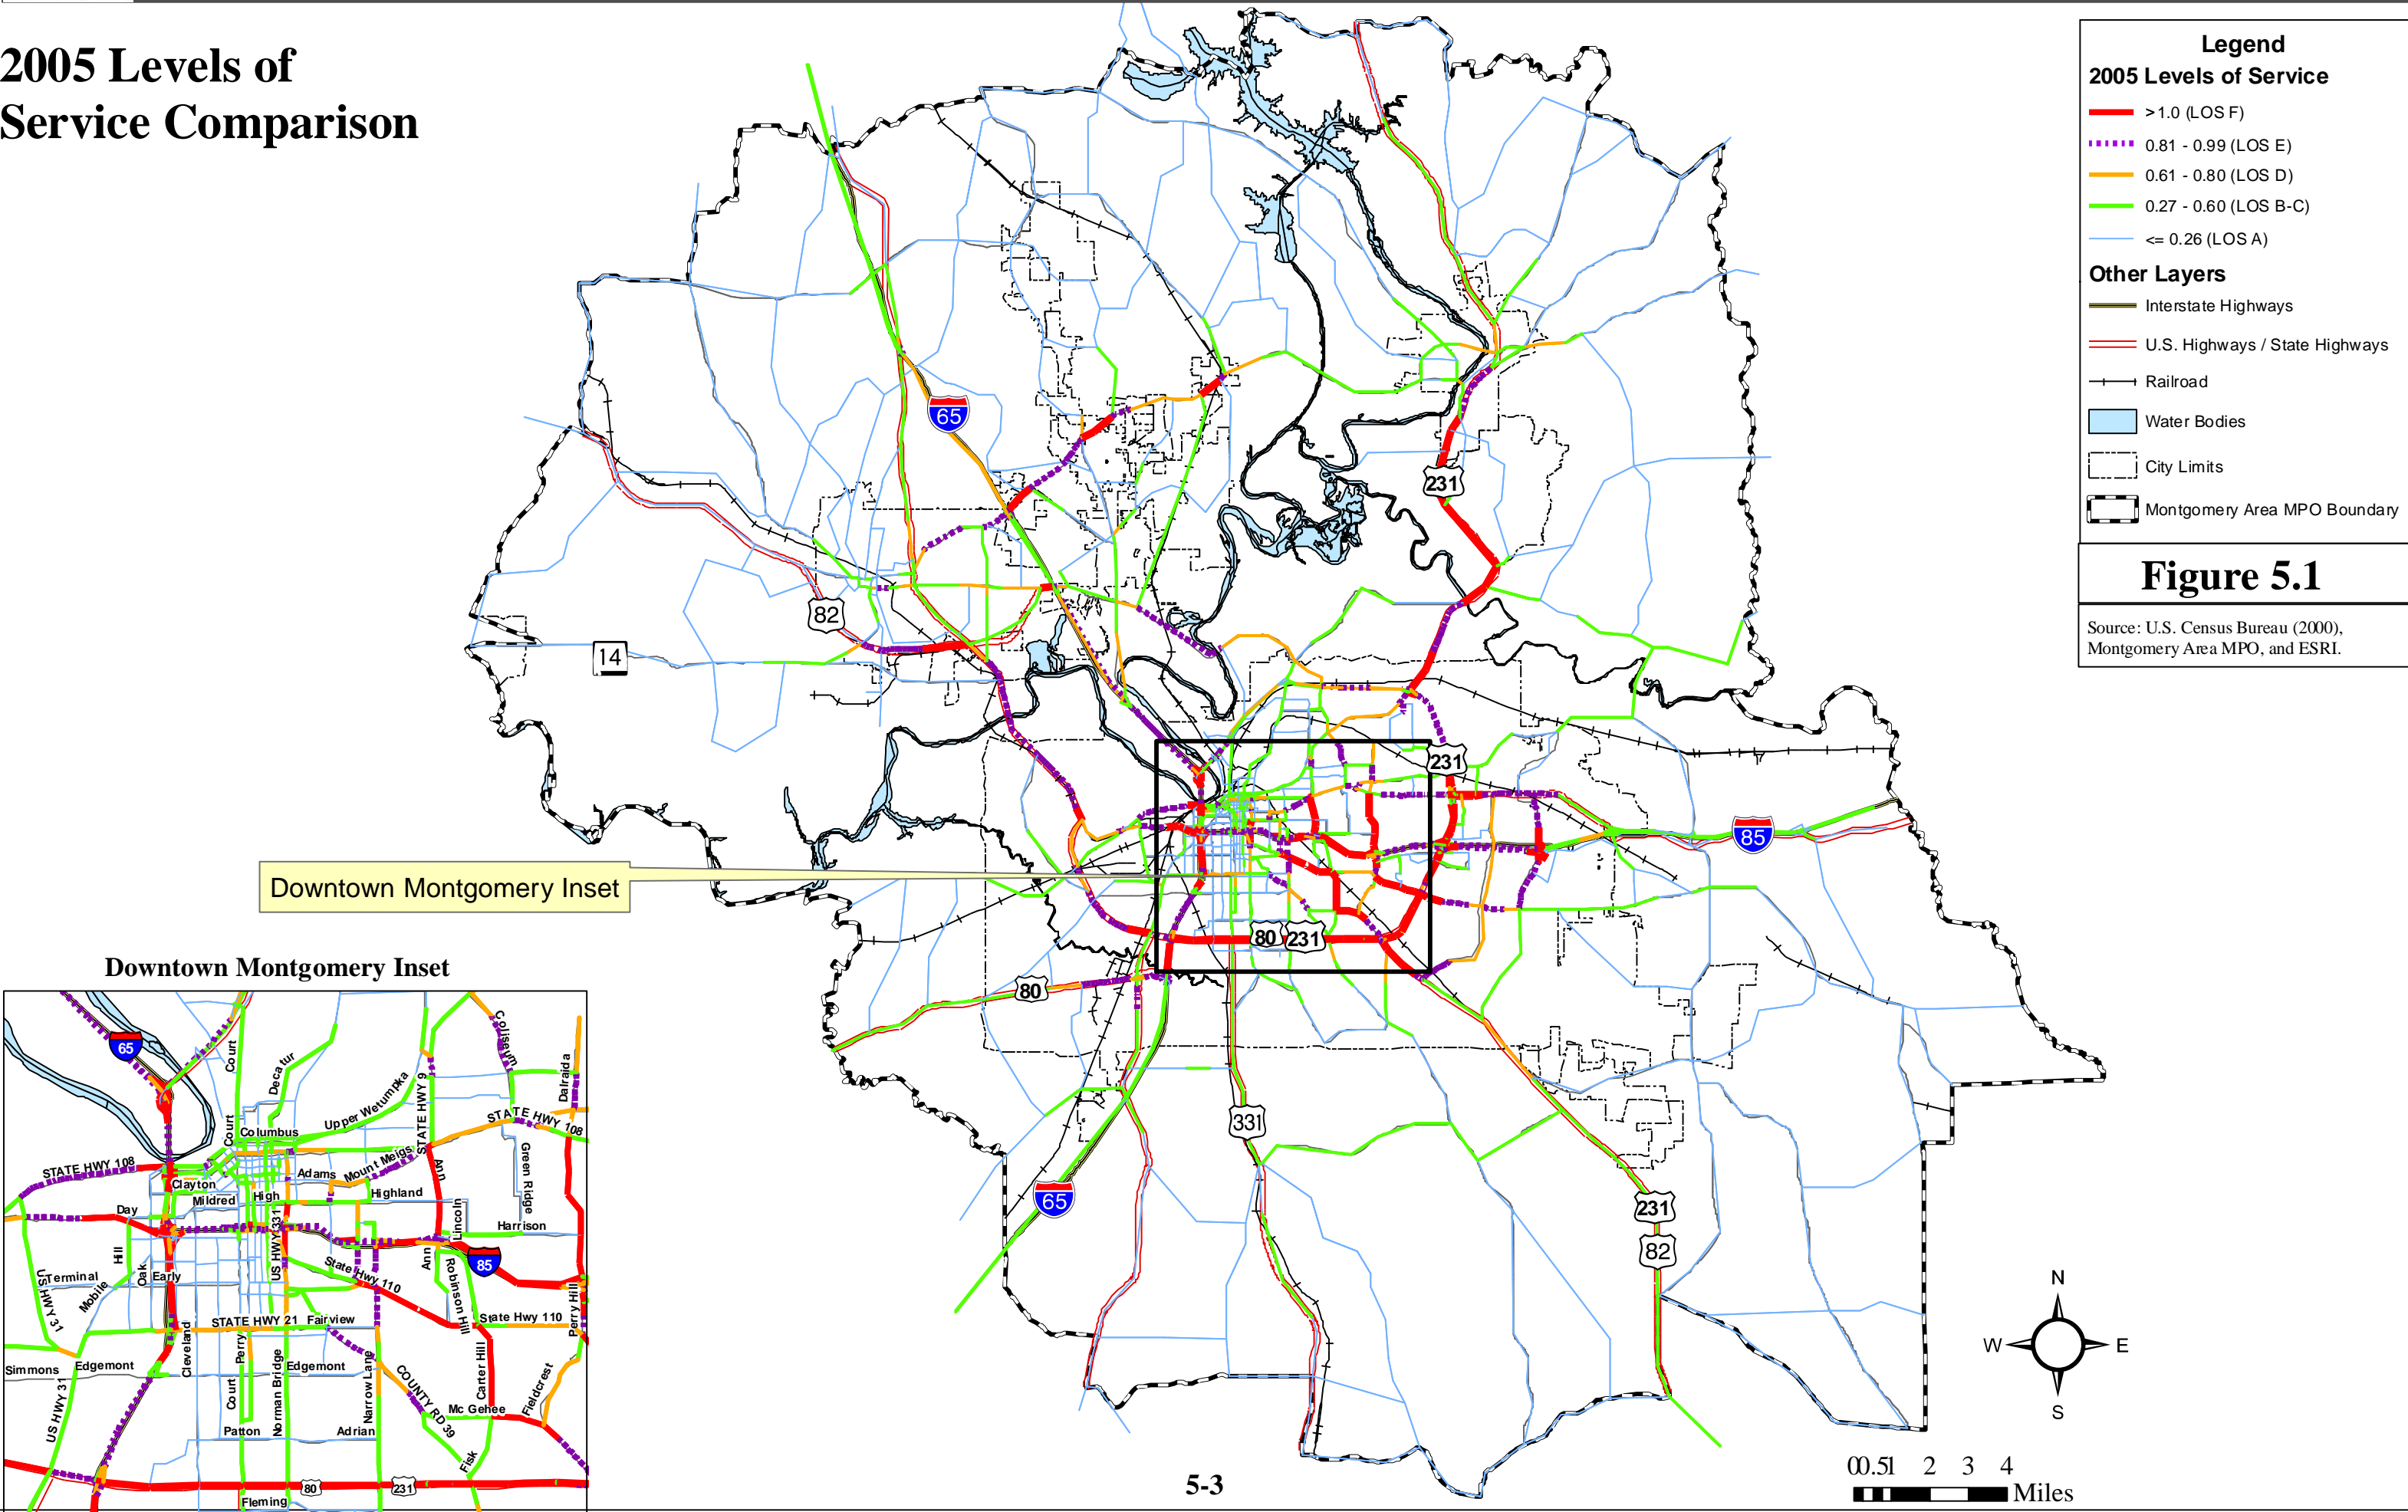 2005 Levels of
Service Comparison
Legend
2005 Levels of Service
> 1.0 (LOS F)
0.81 - 0.99 (LOS E)
0.61 - 0.80 (LOS D)
0.27 - 0.60 (LOS B-C)
<= 0.26 (LOS A)
Other Layers
Interstate Highways
U.S. Highways / State Highways
Railroad
Water Bodies
City Limits
Montgomery Area MPO Boundary
Figure 5.1
Source: U.S. Census Bureau (2000),
Montgomery Area MPO, and ESRI.
65
231
82
14
231
85
Downtown Montgomery Inset
80
231
80
331
65
231
82
N
W
E
S
0 0.5 1 2 3 4
Miles
5-3
Downtown Montgomery Inset
65
Court
Decatur
Coliseum
Dalraida
Upper Wetumpka
STATE HWY 9
STATE HWY 108
Court
Columbus
STATE HWY 108
Adams
Mount Meigs
Ann
Green Ridge
Clayton
Mildred
High
Highland
Day
Lincoln
Harrison
Hill
US HWY 331
Ann
85
Terminal
Oak
Early
State Hwy 110
Robinson Hill
US HWY 31
Mobile
Perry Hill
STATE HWY 21
Fairview
State Hwy 110
Cleveland
Perry
Simmons
Edgemont
Edgemont
Court
Norman Bridge
Narrow Lane
COUNTY RD 39
Carter Hill
Fieldcrest
US HWY 31
Mc Gehee
Patton
Adrian
Fisk
80
231
Fleming